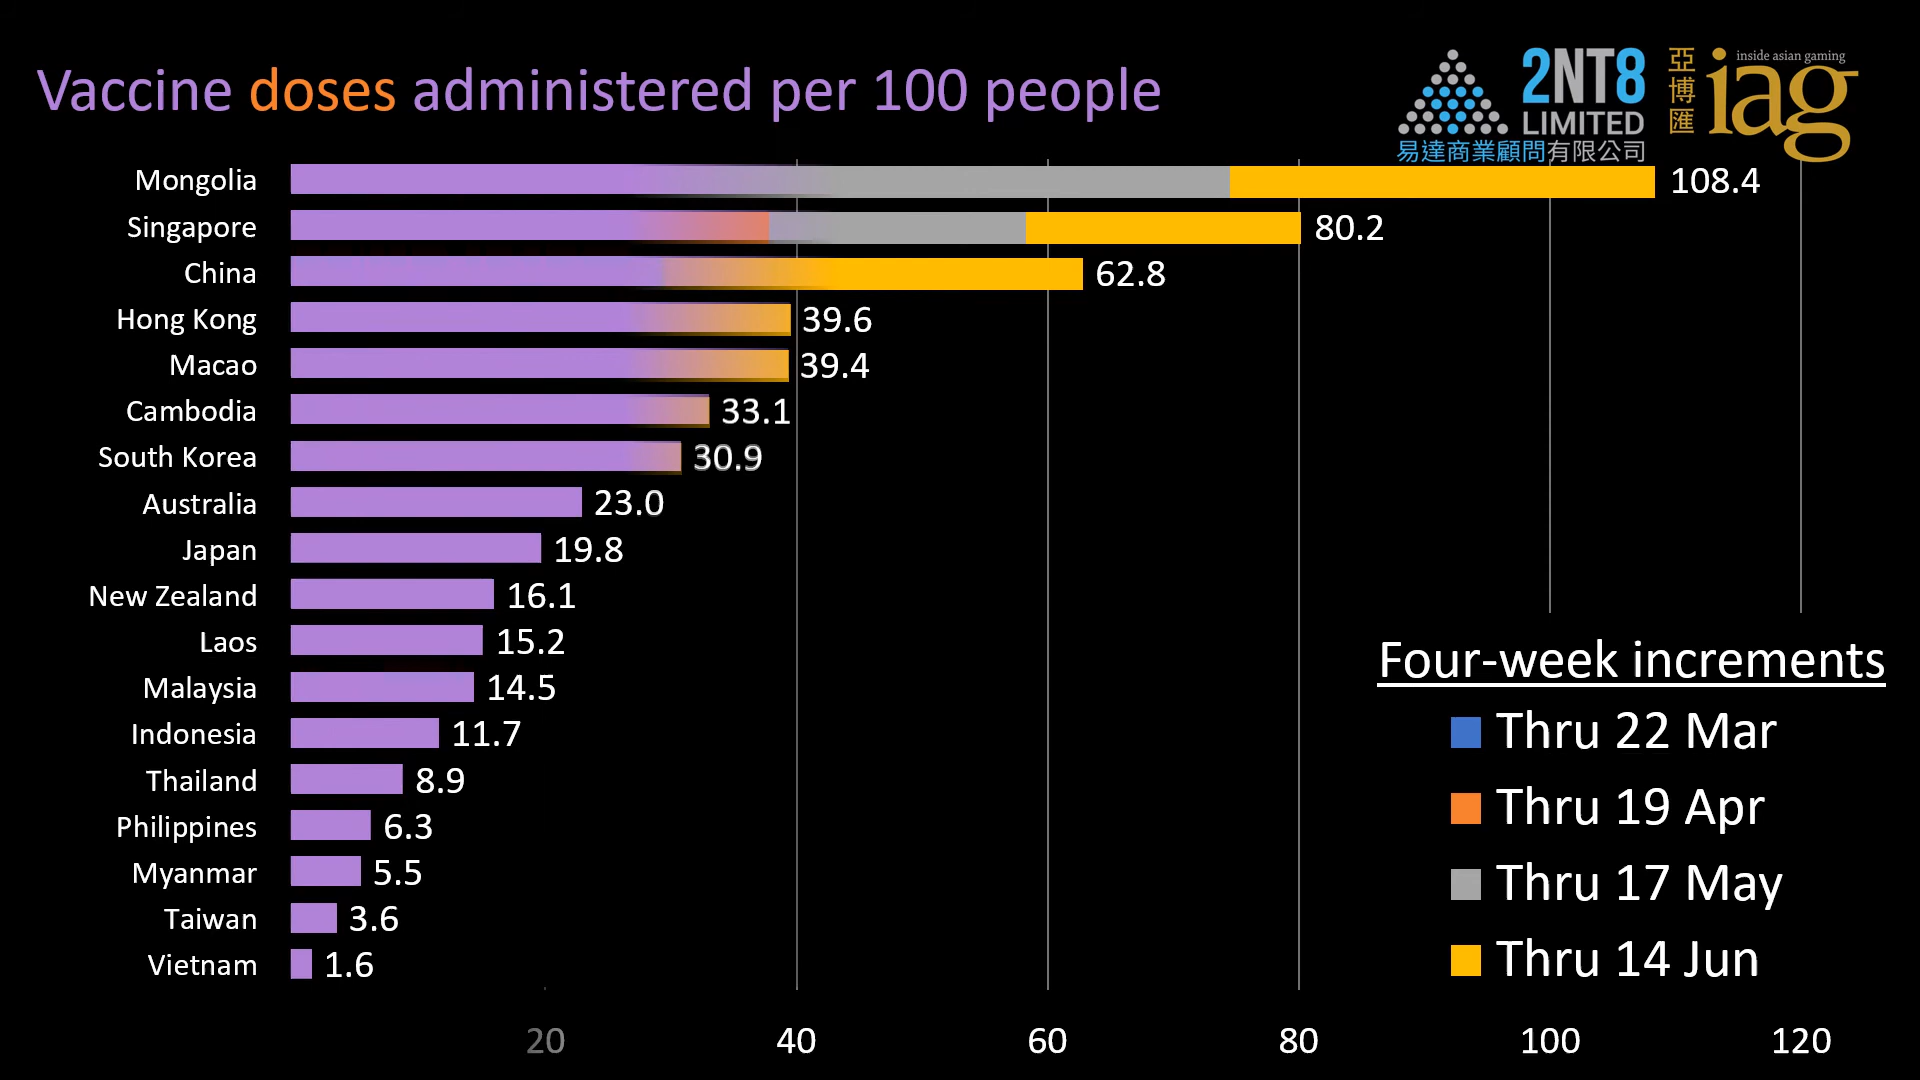 Vaccine doses administered per 100 people
2NT8
LIMITED
易達商業顧問有限公司
亞博匯
inside asian gaming
iag
Mongolia 108.4
Singapore 80.2
China 62.8
Hong Kong 39.6
Macao 39.4
Cambodia 33.1
South Korea 30.9
Australia 23.0
Japan 19.8
New Zealand 16.1
Laos 15.2
Malaysia 14.5
Indonesia 11.7
Thailand 8.9
Philippines 6.3
Myanmar 5.5
Taiwan 3.6
Vietnam 1.6
Four-week increments
Thru 22 Mar
Thru 19 Apr
Thru 17 May
Thru 14 Jun
20 40 60 80 100 120